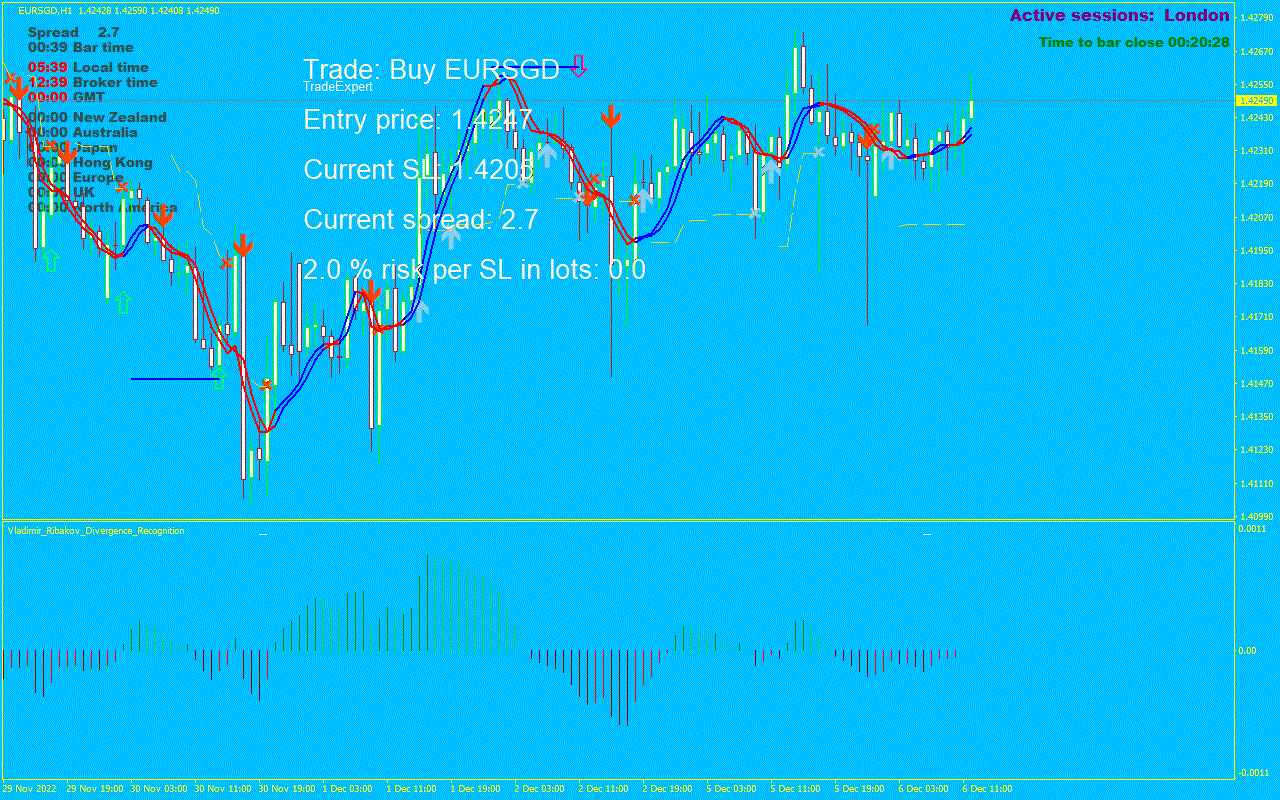 EURSGD,H1 1.42428 1.42590 1.42408 1.42490
Active sessions: London
Time to bar close 00:20:28
Spread 2.7
00:39 Bar time
05:39 Local time
12:39 Broker time
00:00 GMT
00:00 New Zealand
00:00 Australia
00:00 Japan
00:03 Hong Kong
00:00 Europe
00:00 UK
00:00 North America
Trade: Buy EURSGD
TradeExpert
Entry price: 1.4247
Current SL: 1.4205
Current spread: 2.7
2.0 % risk per SL in lots: 0.0
1.42790
1.42670
1.42550
1.42490
1.42430
1.42310
1.42190
1.42070
1.41950
1.41830
1.41710
1.41590
1.41470
1.41350
1.41230
1.41110
1.40990
Vladimir_Ribakov_Divergence_Recognition
0.0011
0.00
-0.0011
29 Nov 2022
29 Nov 19:00
30 Nov 03:00
30 Nov 11:00
30 Nov 19:00
1 Dec 03:00
1 Dec 11:00
1 Dec 19:00
2 Dec 03:00
2 Dec 11:00
2 Dec 19:00
5 Dec 03:00
5 Dec 11:00
5 Dec 19:00
6 Dec 03:00
6 Dec 11:00